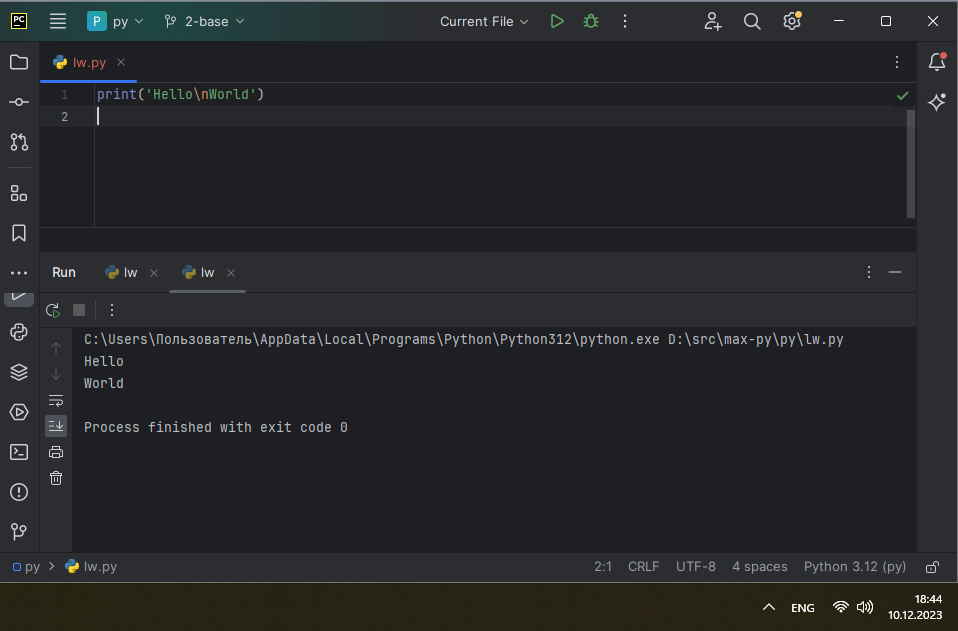 PC P py 2-base Current File
lw.py
1 print('Hello\nWorld')
2
Run lw lw
C:\Users\Пользователь\AppData\Local\Programs\Python\Python312\python.exe D:\src\max-py\py\lw.py
Hello
World
Process finished with exit code 0
py > lw.py 2:1 CRLF UTF-8 4 spaces Python 3.12 (py)
18:44
ENG
10.12.2023